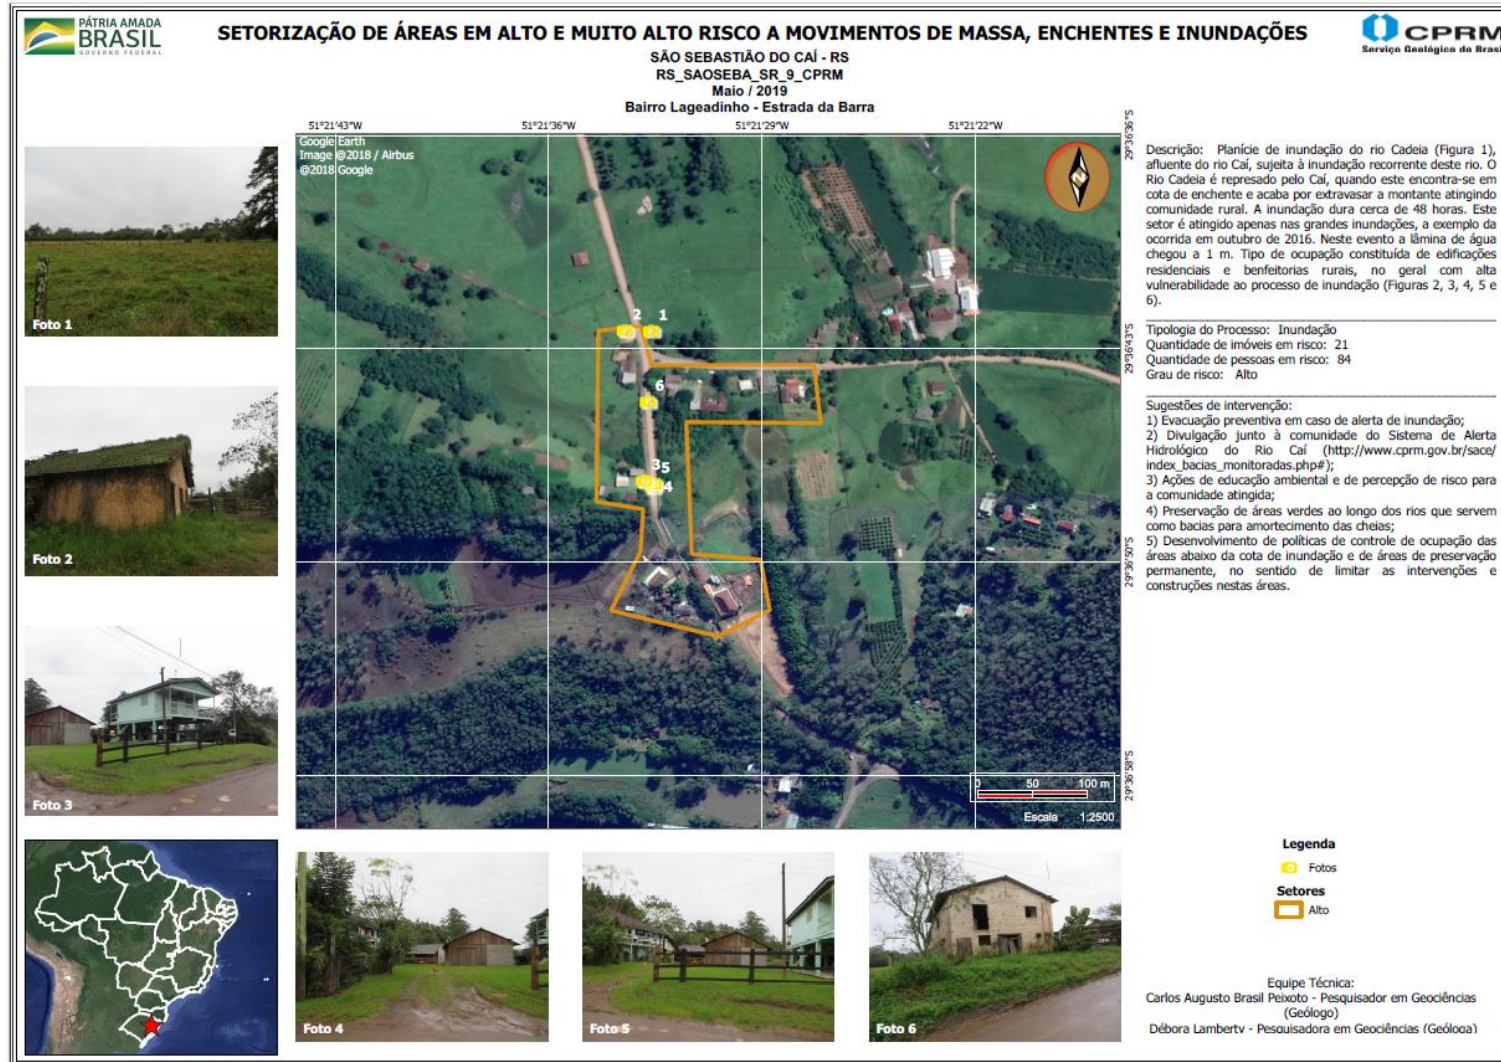 PÁTRIA AMADA
BRASIL
GOVERNO FEDERAL
SETORIZAÇÃO DE ÁREAS EM ALTO E MUITO ALTO RISCO A MOVIMENTOS DE MASSA, ENCHENTES E INUNDAÇÕES
SÃO SEBASTIÃO DO CAÍ - RS
RS_SAOSEBA_SR_9_CPRM
Maio / 2019
Bairro Lageadinho - Estrada da Barra
CPRM
Serviço Geológico do Brasi
51°21'43"W
51°21'36"W
51°21'29"W
51°21'22"W
Google Earth
Image @2018 / Airbus
@2018 Google
N
29°36'36"S
29°36'43"S
29°36'50"S
29°36'58"S
2
1
6
3
5
4
0 50 100 m
Escala 1:2500
Foto 1
Foto 2
Foto 3
Foto 4
Foto 5
Foto 6
Descrição: Planície de inundação do rio Cadeia (Figura 1),
afluente do rio Caí, sujeita à inundação recorrente deste rio. O
Rio Cadeia é represado pelo Caí, quando este encontra-se em
cota de enchente e acaba por extravasar a montante atingindo
comunidade rural. A inundação dura cerca de 48 horas. Este
setor é atingido apenas nas grandes inundações, a exemplo da
ocorrida em outubro de 2016. Neste evento a lâmina de água
chegou a 1 m. Tipo de ocupação constituída de edificações
residenciais e benfeitorias rurais, no geral com alta
vulnerabilidade ao processo de inundação (Figuras 2, 3, 4, 5 e
6).
Tipologia do Processo: Inundação
Quantidade de imóveis em risco: 21
Quantidade de pessoas em risco: 84
Grau de risco: Alto
Sugestões de intervenção:
1) Evacuação preventiva em caso de alerta de inundação;
2) Divulgação junto à comunidade do Sistema de Alerta
Hidrológico do Rio Caí (http://www.cprm.gov.br/sace/
index_bacias_monitoradas.php#);
3) Ações de educação ambiental e de percepção de risco para
a comunidade atingida;
4) Preservação de áreas verdes ao longo dos rios que servem
como bacias para amortecimento das cheias;
5) Desenvolvimento de políticas de controle de ocupação das
áreas abaixo da cota de inundação e de áreas de preservação
permanente, no sentido de limitar as intervenções e
construções nestas áreas.
Legenda
Fotos
Setores
Alto
Equipe Técnica:
Carlos Augusto Brasil Peixoto - Pesquisador em Geociências
(Geólogo)
Débora Lamberty - Pesquisadora em Geociências (Geóloga)